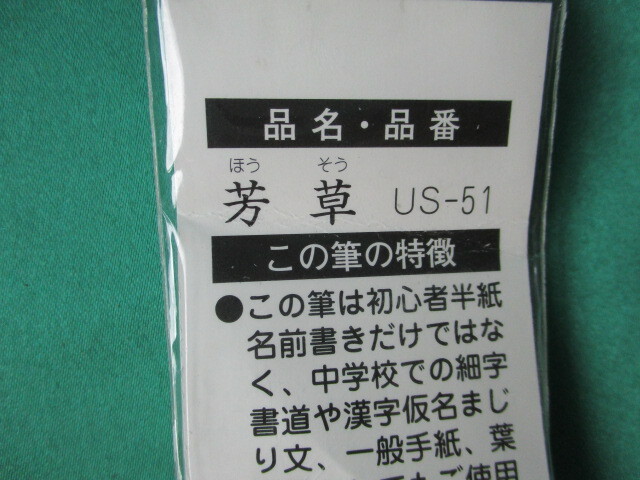 品名・品番
ほう そう
芳草 US-51
この筆の特徴
●この筆は初心者半紙
名前書きだけではな
く、中学校での細字
書道や漢字仮名まじ
り文、一般手紙、葉
ご使用